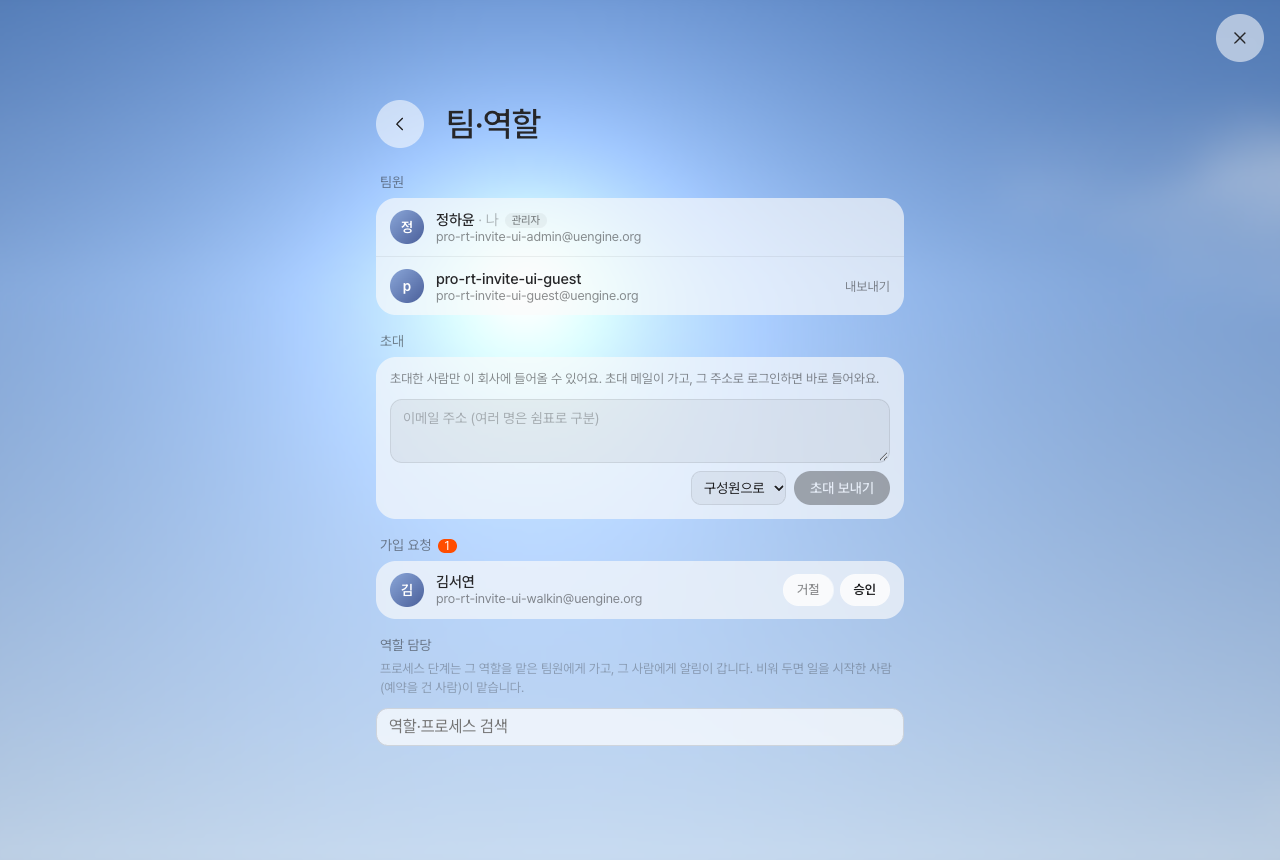 팀·역할
팀원
정
정하윤 · 나 관리자
pro-rt-invite-ui-admin@uengine.org
p
pro-rt-invite-ui-guest
pro-rt-invite-ui-guest@uengine.org
내보내기
초대
초대한 사람만 이 회사에 들어올 수 있어요. 초대 메일이 가고, 그 주소로 로그인하면 바로 들어와요.
이메일 주소 (여러 명은 쉼표로 구분)
구성원으로
초대 보내기
가입 요청 1
김
김서연
pro-rt-invite-ui-walkin@uengine.org
거절
승인
역할 담당
프로세스 단계는 그 역할을 맡은 팀원에게 가고, 그 사람에게 알림이 갑니다. 비워 두면 일을 시작한 사람
(예약을 건 사람)이 맡습니다.
역할·프로세스 검색